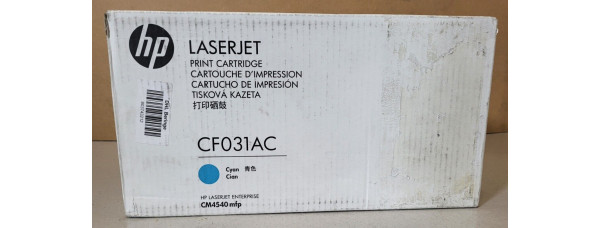 hp
LASERJET
PRINT CARTRIDGE
CARTOUCHE D'IMPRESSION
CARTUCHO DE IMPRESIÓN
TISKOVÁ KAZETA
打印硒鼓
CF031AC
Cyan 青色
Cian
HP LASERJET ENTERPRISE
CM4540 mfp